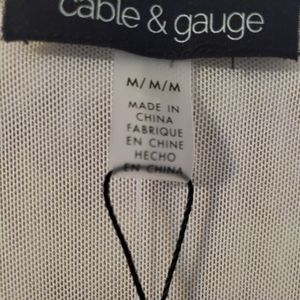 cable & gauge
M/M/M
MADE IN
CHINA
FABRIQUE
EN CHINE
HECHO
EN CHINA